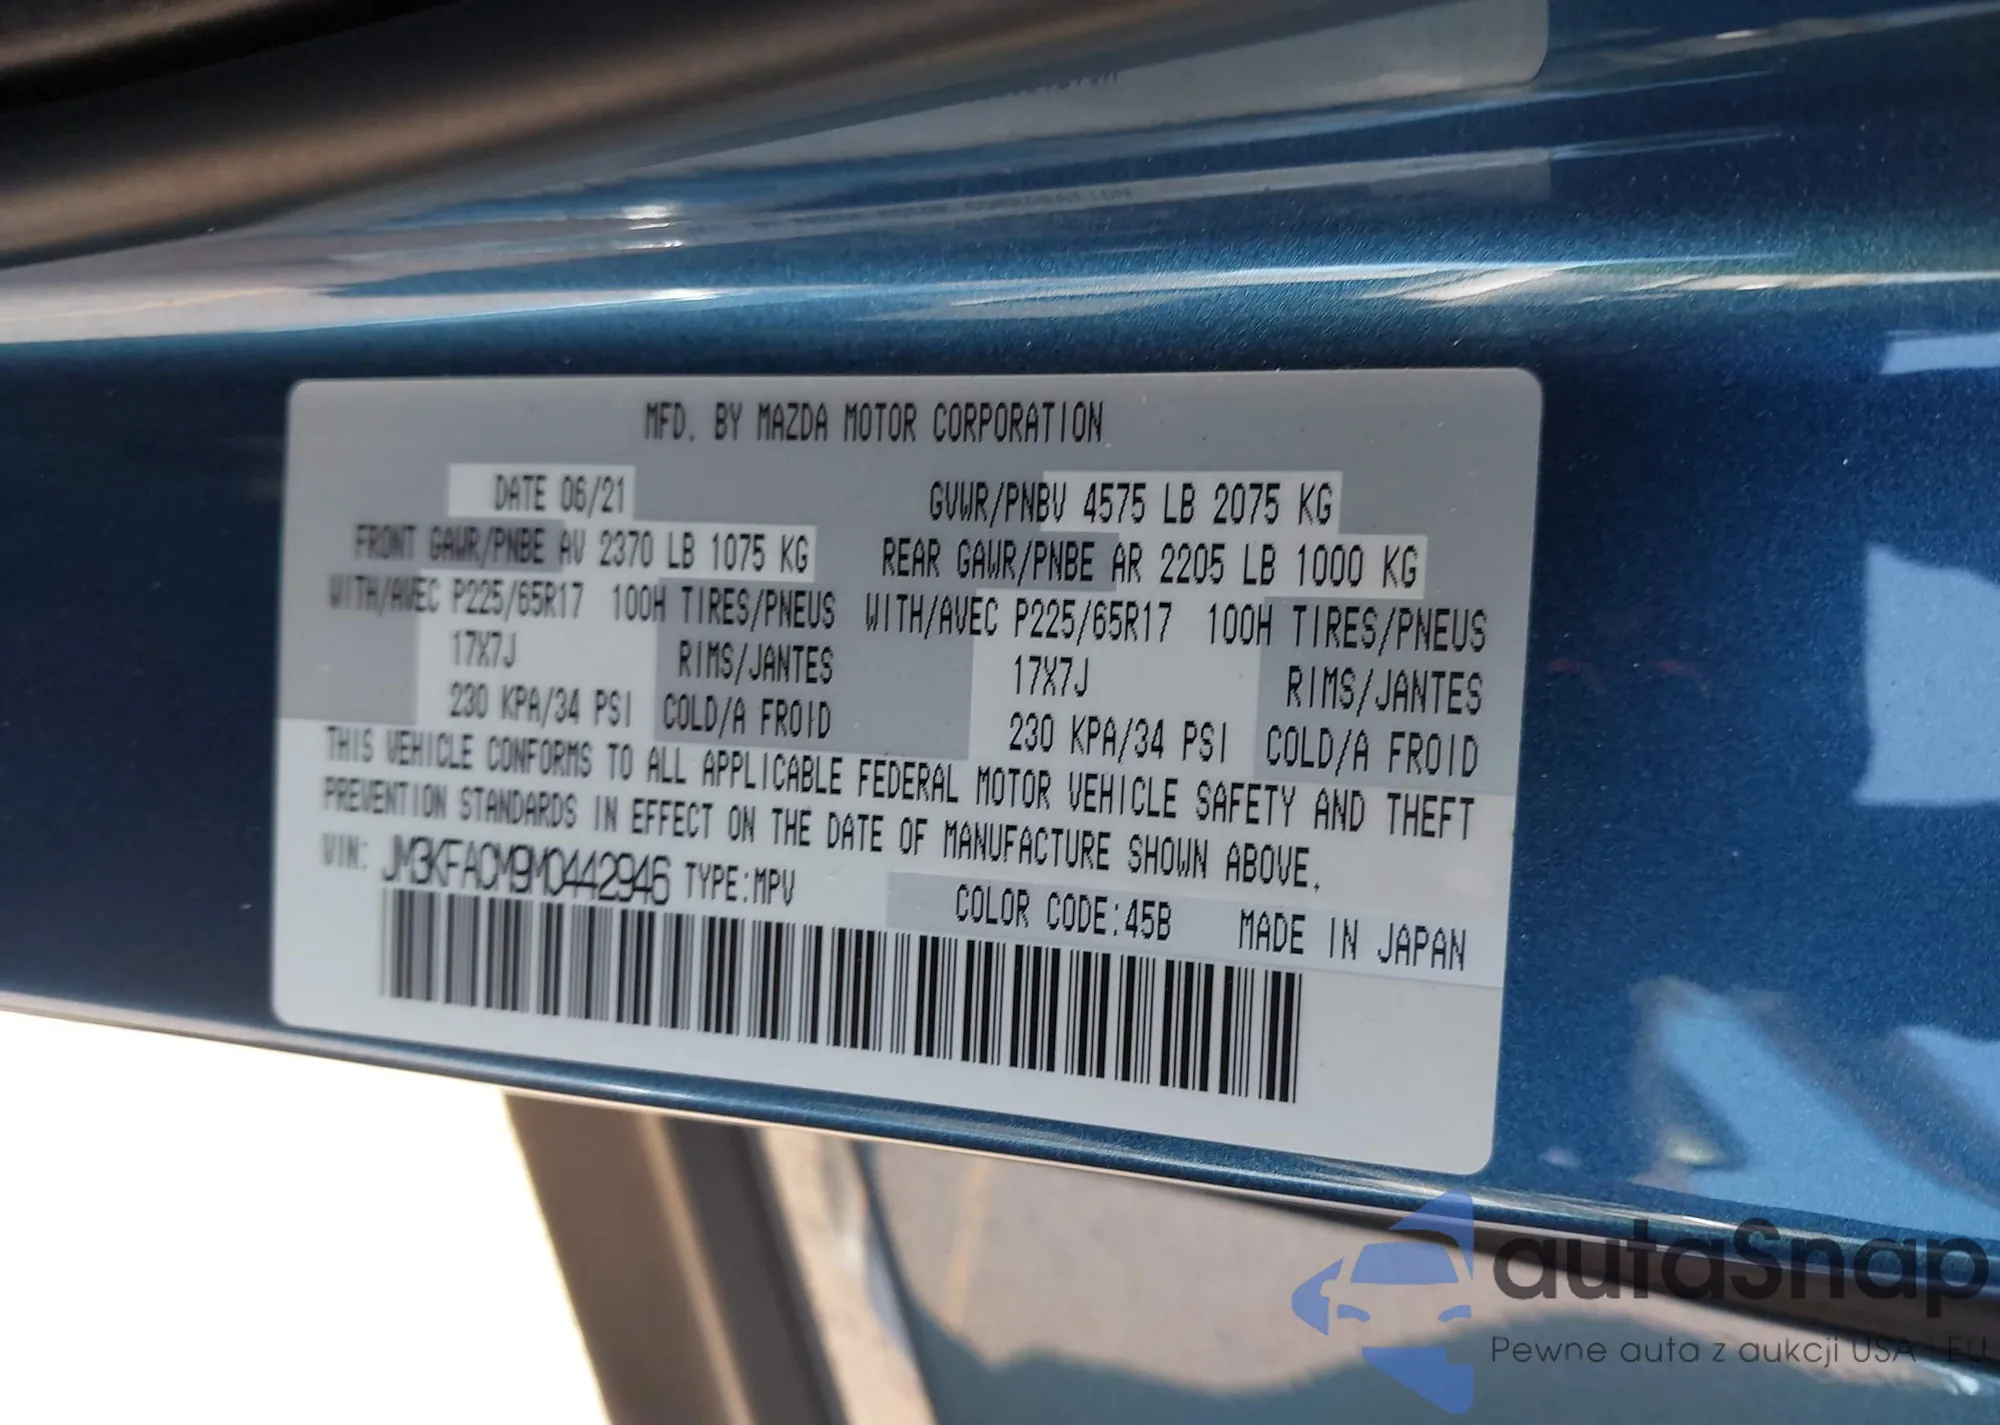 MFD. BY MAZDA MOTOR CORPORATION
DATE 06/21 GVWR/PNBV 4575 LB 2075 KG
FRONT GAWR/PNBE AV 2370 LB 1075 KG REAR GAWR/PNBE AR 2205 LB 1000 KG
WITH/AVEC P225/65R17 100H TIRES/PNEUS WITH/AVEC P225/65R17 100H TIRES/PNEUS
17X7J RIMS/JANTES 17X7J RIMS/JANTES
230 KPA/34 PSI COLD/A FROID 230 KPA/34 PSI COLD/A FROID
THIS VEHICLE CONFORMS TO ALL APPLICABLE FEDERAL MOTOR VEHICLE SAFETY AND THEFT
PREVENTION STANDARDS IN EFFECT ON THE DATE OF MANUFACTURE SHOWN ABOVE.
VIN: JM3KFACM9M0442946 TYPE:MPV COLOR CODE:45B MADE IN JAPAN
autaSnap
Pewne auta z aukcji USA i EU